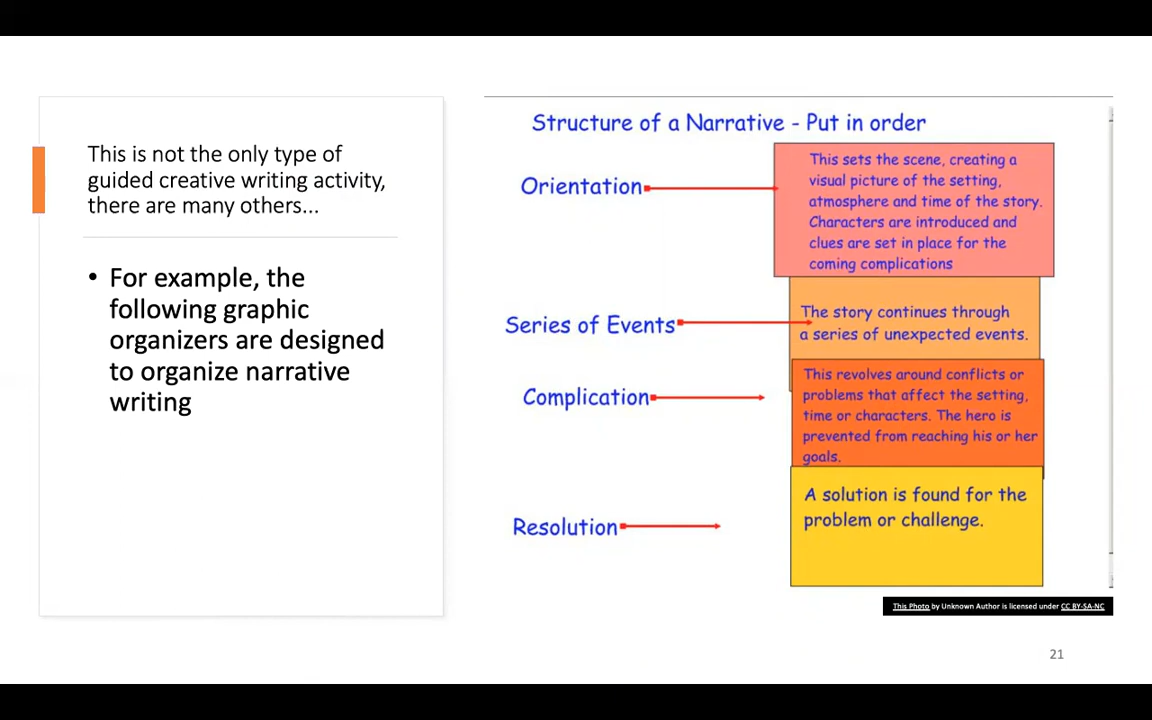 This is not the only type of
guided creative writing activity,
there are many others...
• For example, the
following graphic
organizers are designed
to organize narrative
writing
Structure of a Narrative - Put in order
Orientation
This sets the scene, creating a
visual picture of the setting,
atmosphere and time of the story.
Characters are introduced and
clues are set in place for the
coming complications
Series of Events
The story continues through
a series of unexpected events.
Complication
This revolves around conflicts or
problems that affect the setting,
time or characters. The hero is
prevented from reaching his or her
goals.
Resolution
A solution is found for the
problem or challenge.
This Photo by Unknown Author is licensed under CC BY-SA-NC
21